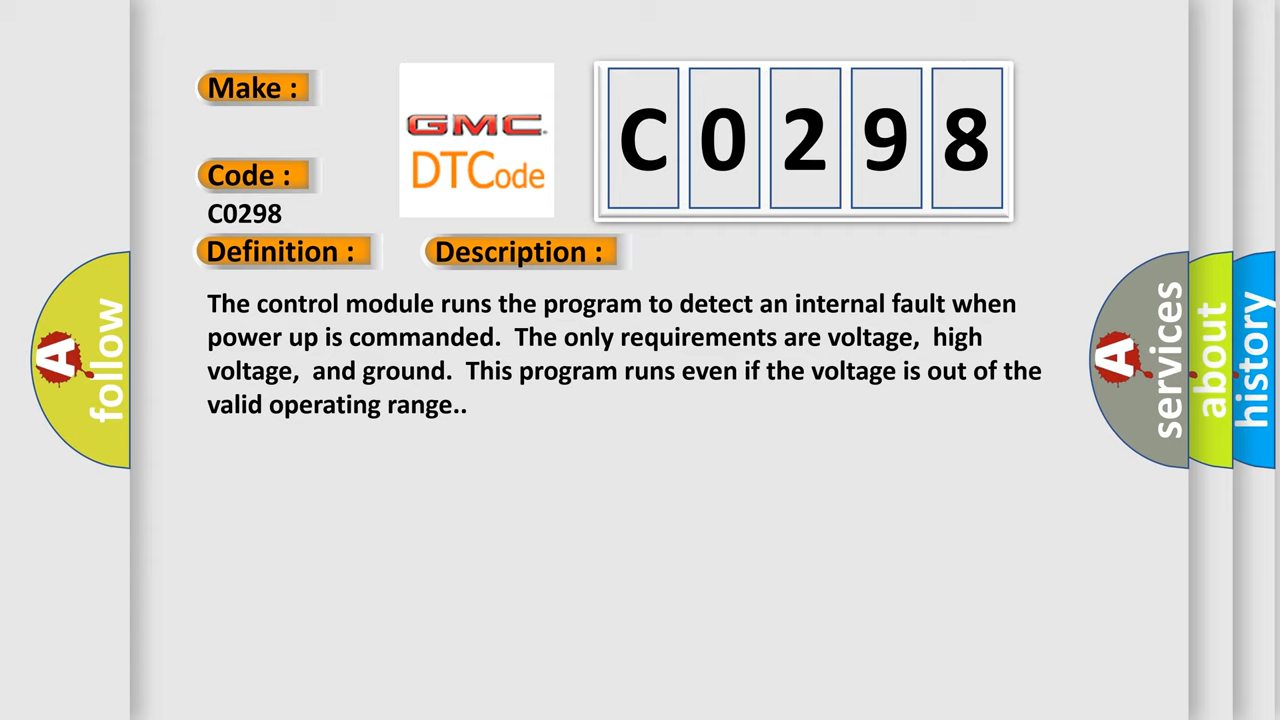 Make :
GMC
DTCode
C0298
Code :
C0298
Definition :
Description :
The control module runs the program to detect an internal fault when
power up is commanded  The only requirements are voltage,  high
voltage,  and ground  This program runs even if the voltage is out of the
valid operating range..
A follow
A services
about
history